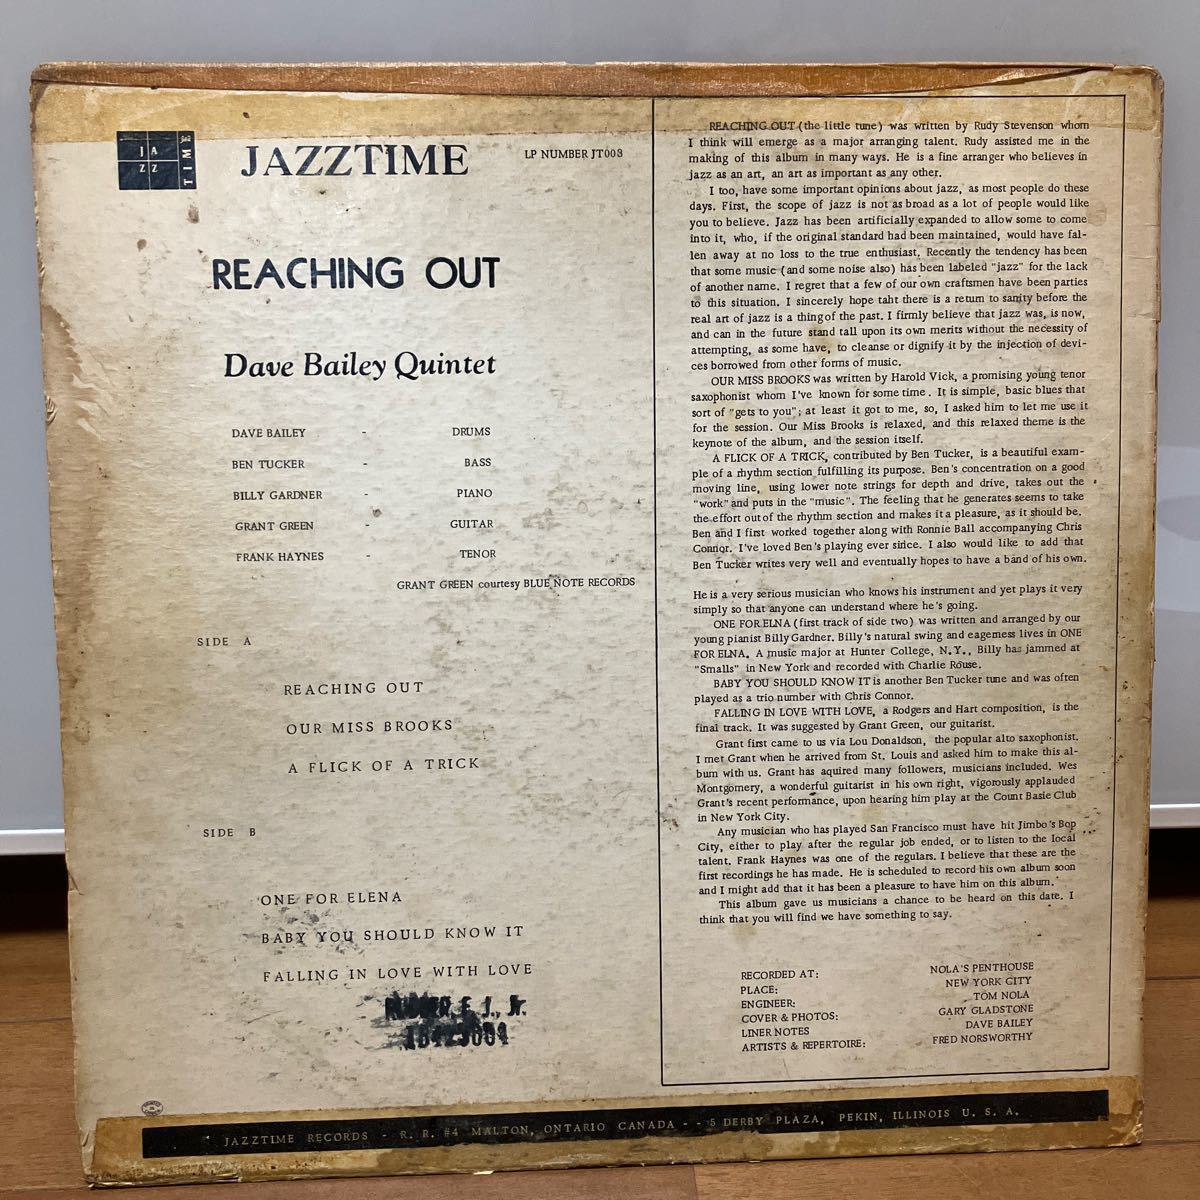 JA
ZZ
TIME
JAZZTIME
LP NUMBER JT003
REACHING OUT
Dave Bailey Quintet
DAVE BAILEY - DRUMS
BEN TUCKER - BASS
BILLY GARDNER - PIANO
GRANT GREEN - GUITAR
FRANK HAYNES - TENOR
GRANT GREEN courtesy BLUE NOTE RECORDS
SIDE A
REACHING OUT
OUR MISS BROOKS
A FLICK OF A TRICK
SIDE B
ONE FOR ELENA
BABY YOU SHOULD KNOW IT
FALLING IN LOVE WITH LOVE
E. J., Jr.
REACHING OUT (the little tune) was written by Rudy Stevenson whom
I think will emerge as a major arranging talent. Rudy assisted me in the
making of this album in many ways. He is a fine arranger who believes in
jazz as an art, an art as important as any other.
I too, have some important opinions about jazz, as most people do these
days. First, the scope of jazz is not as broad as a lot of people would like
you to believe. Jazz has been artificially expanded to allow some to come
into it, who, if the original standard had been maintained, would have fal-
len away at no loss to the true enthusiast. Recently the tendency has been
that some music (and some noise also) has been labeled "jazz" for the lack
of another name. I regret that a few of our own craftsmen have been parties
to this situation. I sincerely hope taht there is a return to sanity before the
real art of jazz is a thing of the past. I firmly believe that jazz was, is now,
and can in the future stand tall upon its own merits without the necessity of
attempting, as some have, to cleanse or dignify it by the injection of devi-
ces borrowed from other forms of music.
OUR MISS BROOKS was written by Harold Vick, a promising young tenor
saxophonist whom I've known for some time. It is simple, basic blues that
sort of "gets to you"; at least it got to me, so, I asked him to let me use it
for the session. Our Miss Brooks is relaxed, and this relaxed theme is the
keynote of the album, and the session itself.
A FLICK OF A TRICK, contributed by Ben Tucker, is a beautiful exam-
ple of a rhythm section fulfilling its purpose. Ben's concentration on a good
moving line, using lower note strings for depth and drive, takes out the
"work" and puts in the "music". The feeling that he generates seems to take
the effort out of the rhythm section and makes it a pleasure, as it should be.
Ben and I first worked together along with Ronnie Ball accompanying Chris
Connor. I've loved Ben's playing ever since. I also would like to add that
Ben Tucker writes very well and eventually hopes to have a band of his own.
He is a very serious musician who knows his instrument and yet plays it very
simply so that anyone can understand where he's going.
ONE FOR ELNA (first track of side two) was written and arranged by our
young pianist Billy Gardner. Billy's natural swing and eagerness lives in ONE
FOR ELNA. A music major at Hunter College, N.Y., Billy has jammed at
"Smalls" in New York and recorded with Charlie Rouse.
BABY YOU SHOULD KNOW IT is another Ben Tucker tune and was often
played as a trio number with Chris Connor.
FALLING IN LOVE WITH LOVE, a Rodgers and Hart composition, is the
final track. It was suggested by Grant Green, our guitarist.
Grant first came to us via Lou Donaldson, the popular alto saxophonist.
I met Grant when he arrived from St. Louis and asked him to make this al-
bum with us. Grant has aquired many followers, musicians included. Wes
Montgomery, a wonderful guitarist in his own right, vigorously applauded
Grant's recent performance, upon hearing him play at the Count Basie Club
in New York City.
Any musician who has played San Francisco must have hit Jimbo's Bop
City, either to play after the regular job ended, or to listen to the local
talent. Frank Haynes was one of the regulars. I believe that these are the
first recordings he has made. He is scheduled to record his own album soon
and I might add that it has been a pleasure to have him on this album.
This album gave us musicians a chance to be heard on this date. I
think that you will find we have something to say.
RECORDED AT: NOLA'S PENTHOUSE
PLACE: NEW YORK CITY
ENGINEER: TOM NOLA
COVER & PHOTOS: GARY GLADSTONE
LINER NOTES DAVE BAILEY
ARTISTS & REPERTOIRE: FRED NORSWORTHY
JAZZTIME RECORDS - R. R. #4 MALTON, ONTARIO CANADA - - 5 DERBY PLAZA, PEKIN, ILLINOIS U. S. A.